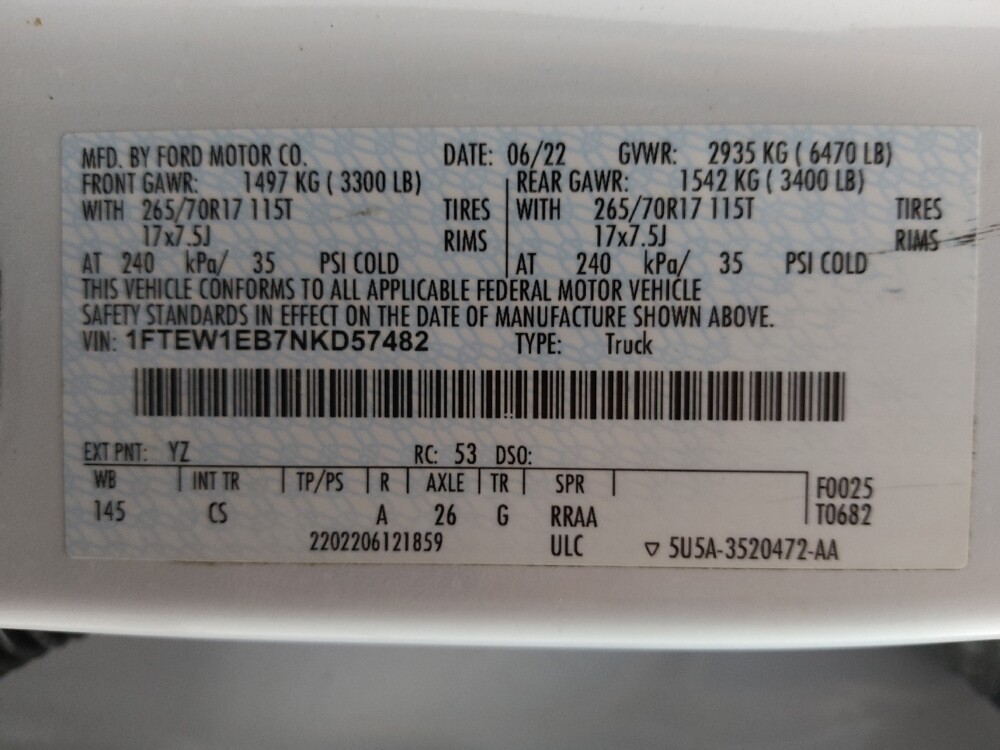 MFD. BY FORD MOTOR CO. DATE: 06/22 GVWR: 2935 KG ( 6470 LB)
FRONT GAWR: 1497 KG ( 3300 LB) REAR GAWR: 1542 KG ( 3400 LB)
WITH 265/70R17 115T TIRES WITH 265/70R17 115T TIRES
17x7.5J RIMS 17x7.5J RIMS
AT 240 kPa/ 35 PSI COLD AT 240 kPa/ 35 PSI COLD
THIS VEHICLE CONFORMS TO ALL APPLICABLE FEDERAL MOTOR VEHICLE
SAFETY STANDARDS IN EFFECT ON THE DATE OF MANUFACTURE SHOWN ABOVE.
VIN: 1FTEW1EB7NKD57482 TYPE: Truck
EXT PNT: YZ RC: 53 DSO:
WB INT TR TP/PS R AXLE TR SPR F0025
145 CS A 26 G RRAA T0682
2202206121859 ULC ▽ 5U5A-3520472-AA